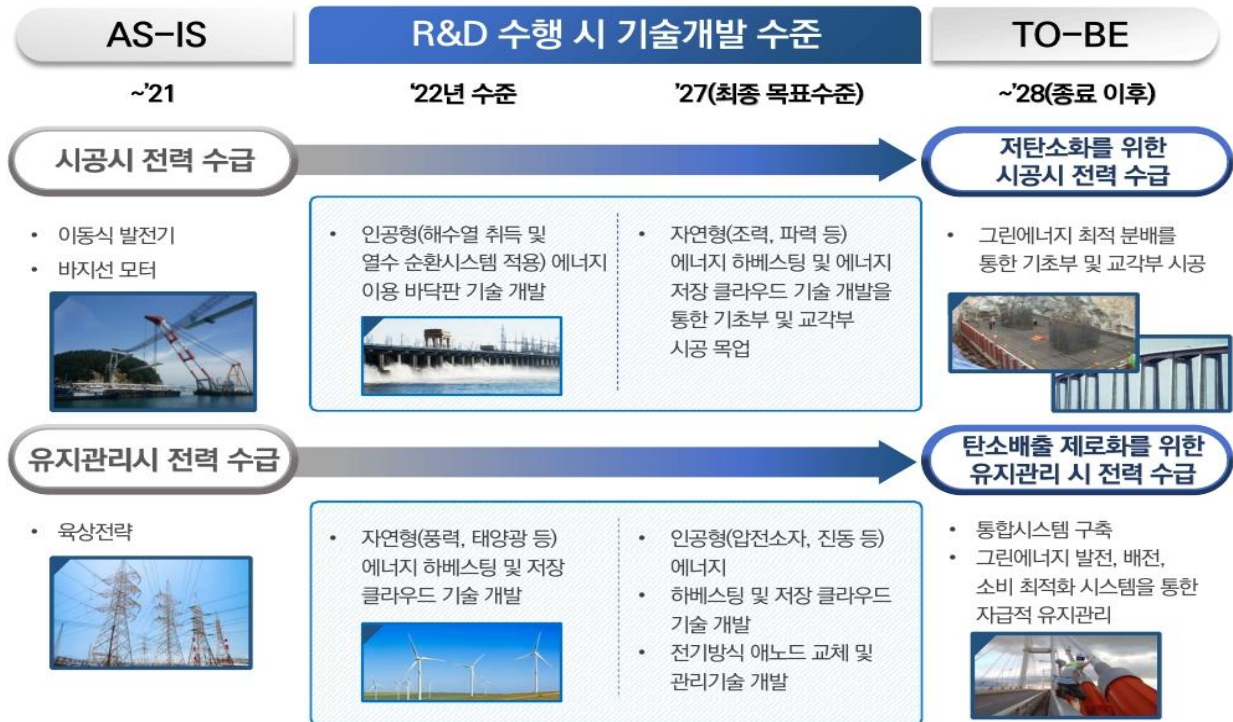 AS-IS
R&D 수행 시 기술개발 수준
TO-BE
~'21
'22년 수준
'27(최종 목표수준)
~'28(종료 이후)
시공시 전력 수급
저탄소화를 위한
시공시 전력 수급
• 이동식 발전기
• 바지선 모터
• 인공형(해수열 취득 및
열수 순환시스템 적용) 에너지
이용 바닥판 기술 개발
• 자연형(조력, 파력 등)
에너지 하베스팅 및 에너지
저장 클라우드 기술 개발을
통한 기초부 및 교각부
시공 목업
• 그린에너지 최적 분배를
통한 기초부 및 교각부 시공
유지관리시 전력 수급
탄소배출 제로화를 위한
유지관리 시 전력 수급
• 육상전략
• 자연형(풍력, 태양광 등)
에너지 하베스팅 및 저장
클라우드 기술 개발
• 인공형(압전소자, 진동 등)
에너지
• 하베스팅 및 저장 클라우드
기술 개발
• 전기방식 애노드 교체 및
관리기술 개발
• 통합시스템 구축
• 그린에너지 발전, 배전,
소비 최적화 시스템을 통한
자급적 유지관리